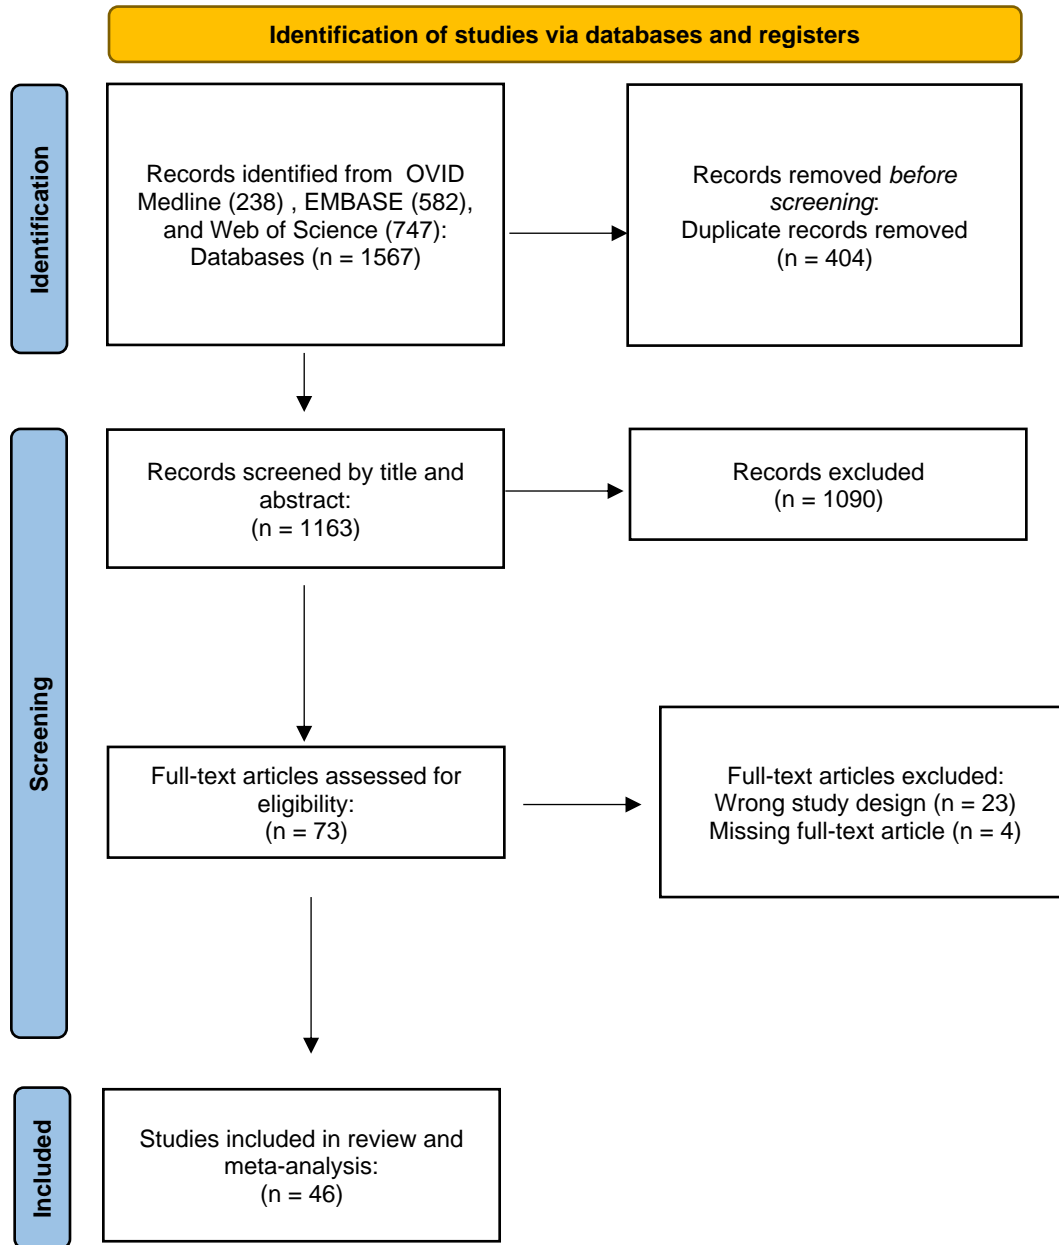 Identification of studies via databases and registers
Identification
Records identified from OVID
Medline (238) , EMBASE (582),
and Web of Science (747):
Databases (n = 1567)
Records removed before
screening:
Duplicate records removed
(n = 404)
Screening
Records screened by title and
abstract:
(n = 1163)
Records excluded
(n = 1090)
Full-text articles assessed for
eligibility:
(n = 73)
Full-text articles excluded:
Wrong study design (n = 23)
Missing full-text article (n = 4)
Included
Studies included in review and
meta-analysis:
(n = 46)